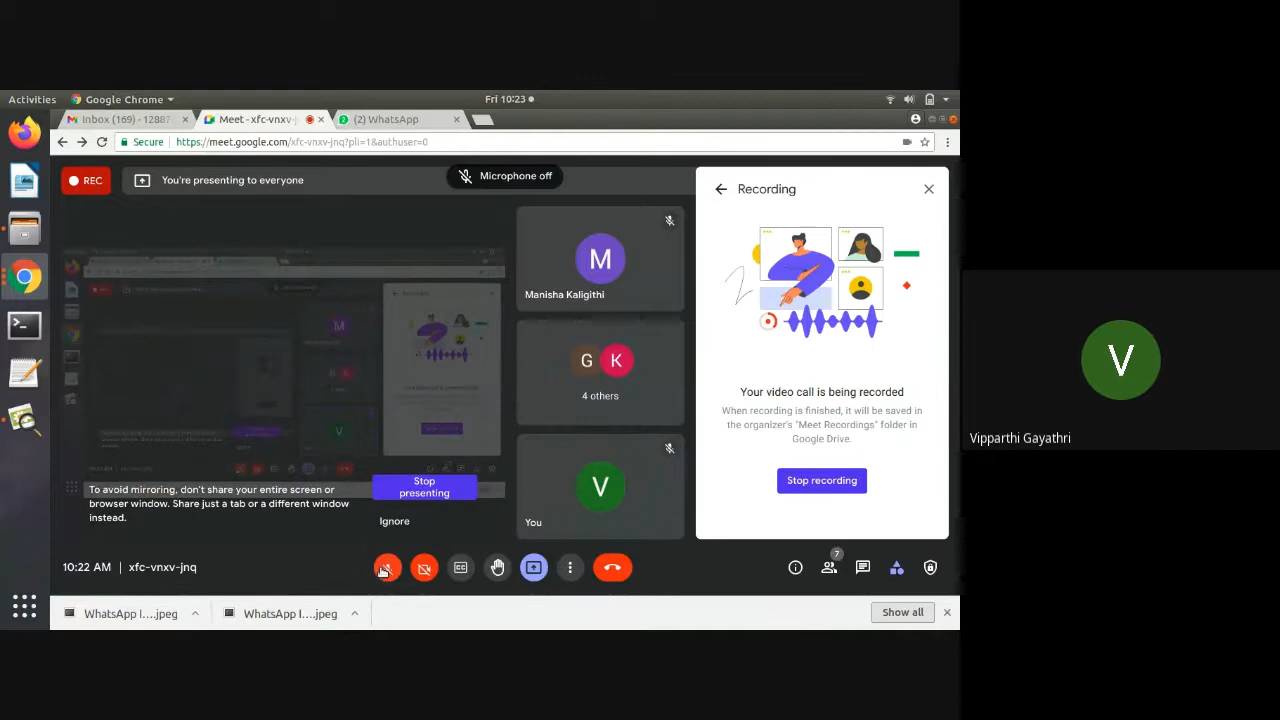 Activities
Google Chrome
Fri 10:23
Inbox (169) - 12887
Meet - xfc-vnxv-j
(2) WhatsApp
Secure
https://meet.google.com/xfc-vnxv-jnq?pli=1&authuser=0
REC
You're presenting to everyone
Microphone off
Recording
M
Manisha Kaligithi
G K
4 others
V
You
To avoid mirroring, don't share your entire screen or
browser window. Share just a tab or a different window
instead.
Stop
presenting
Ignore
Your video call is being recorded
When recording is finished, it will be saved in
the organizer's "Meet Recordings" folder in
Google Drive.
Stop recording
10:22 AM | xfc-vnxv-jnq
7
WhatsApp I....jpeg
WhatsApp I....jpeg
Show all
V
Vipparthi Gayathri